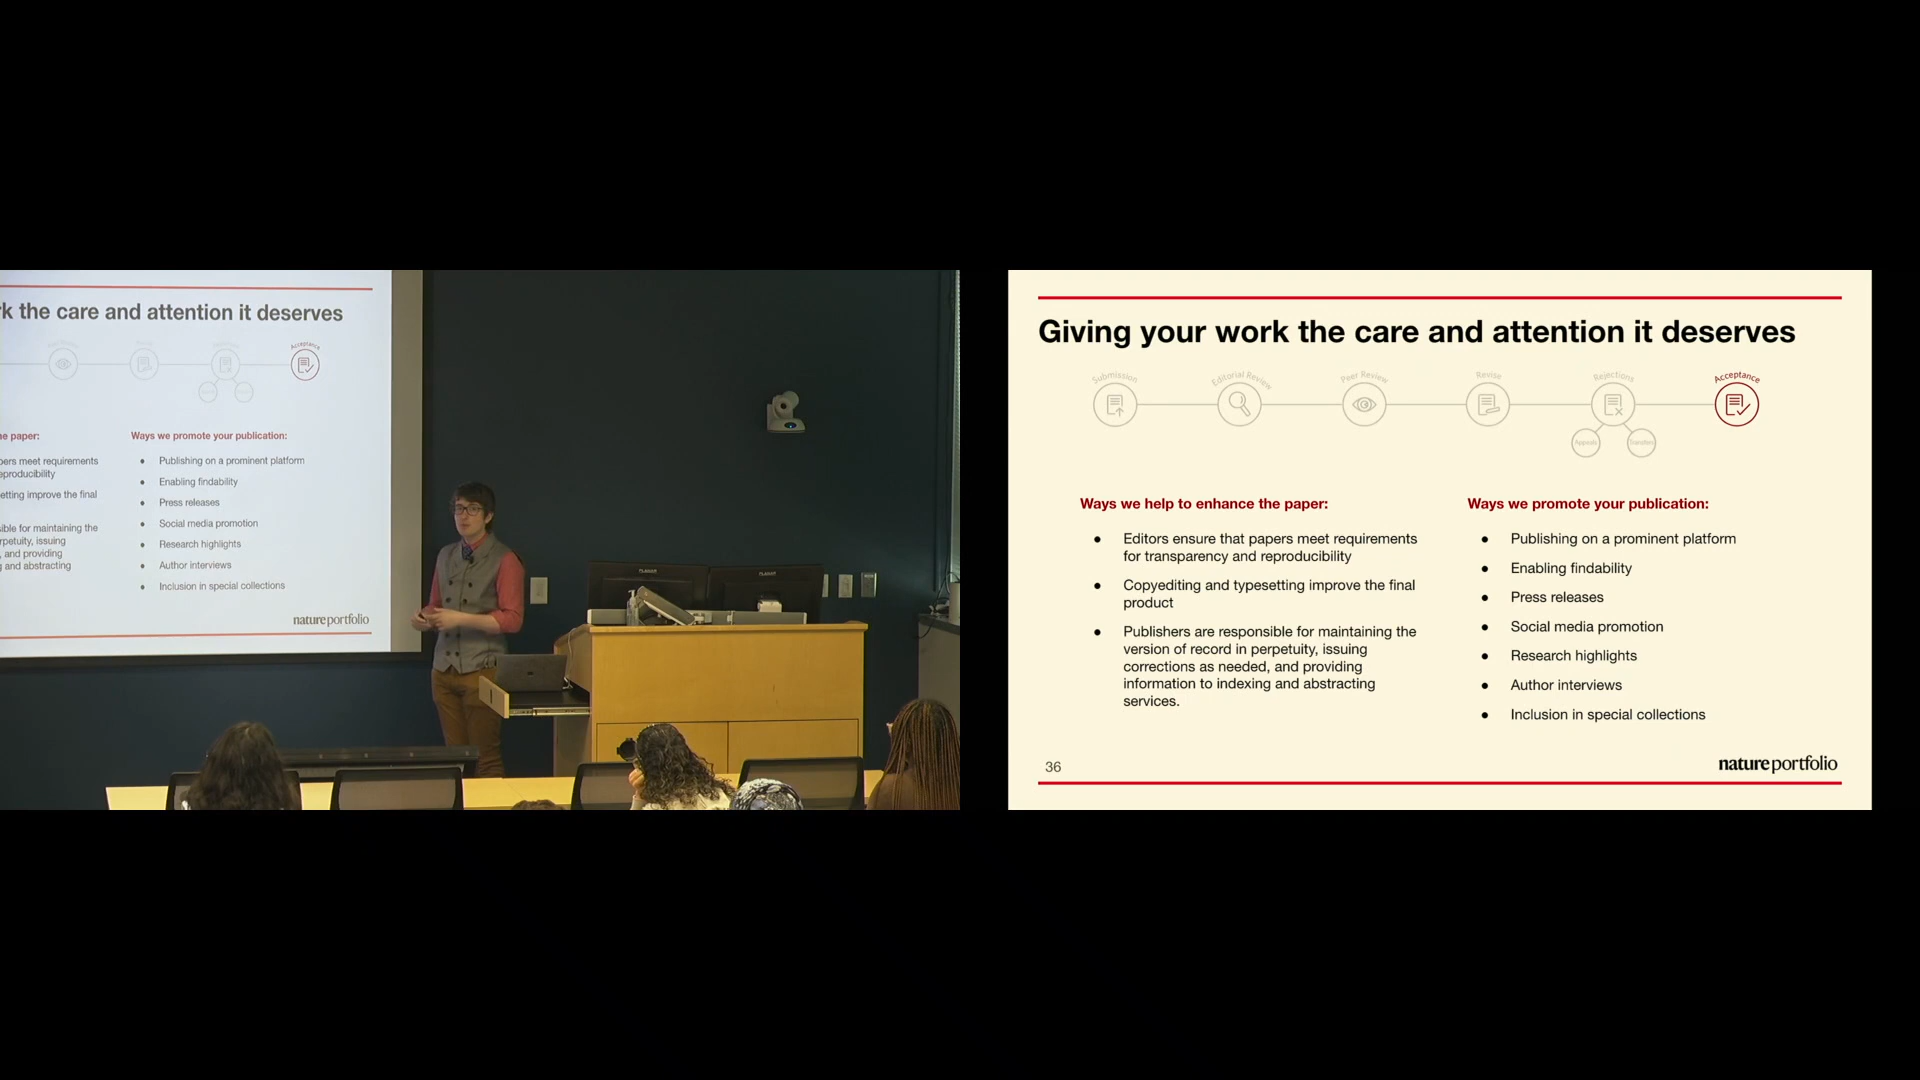 k the care and attention it deserves
Acceptance
e paper:
Ways we promote your publication:
pers meet requirements
eproducibility
etting improve the final
ible for maintaining the
rpetuity, issuing
, and providing
g and abstracting
Publishing on a prominent platform
Enabling findability
Press releases
Social media promotion
Research highlights
Author interviews
Inclusion in special collections
nature portfolio
Giving your work the care and attention it deserves
Submission
Editorial Review
Peer Review
Revise
Rejections
Acceptance
Appeals
Transfers
Ways we help to enhance the paper:
● Editors ensure that papers meet requirements
for transparency and reproducibility
● Copyediting and typesetting improve the final
product
● Publishers are responsible for maintaining the
version of record in perpetuity, issuing
corrections as needed, and providing
information to indexing and abstracting
services.
Ways we promote your publication:
● Publishing on a prominent platform
● Enabling findability
● Press releases
● Social media promotion
● Research highlights
● Author interviews
● Inclusion in special collections
36
nature portfolio